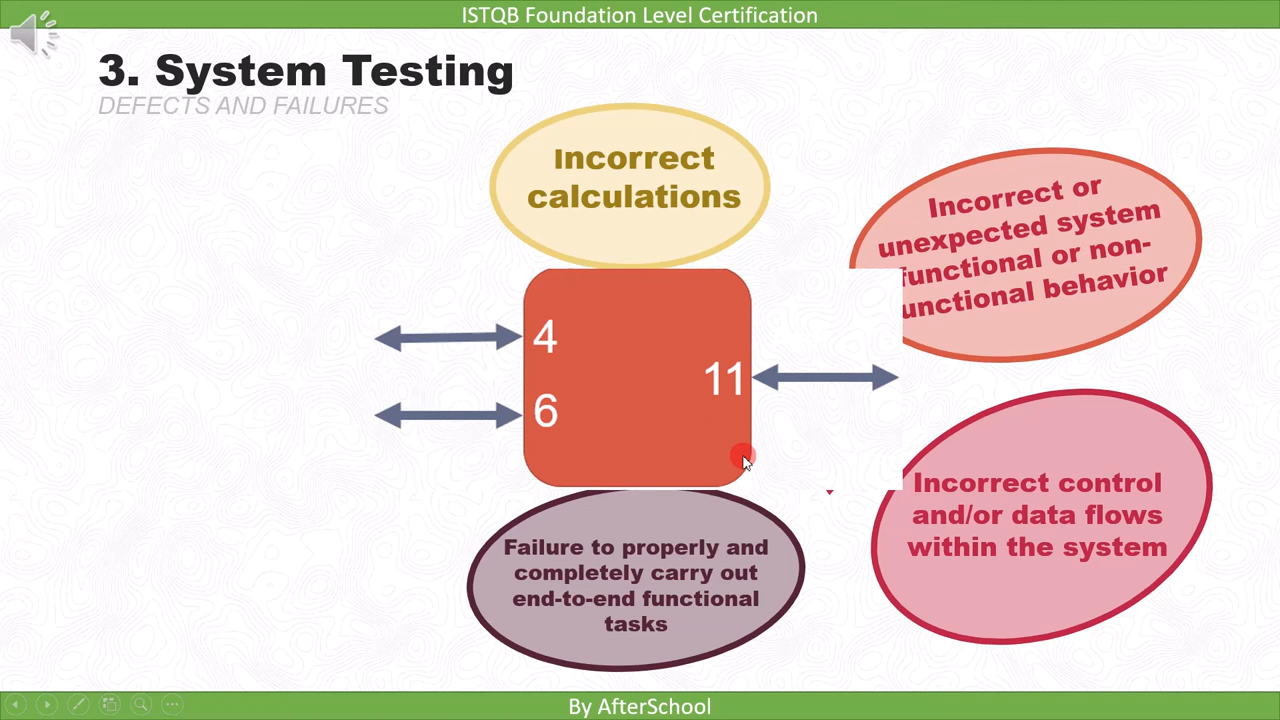 ISTQB Foundation Level Certification
3. System Testing
DEFECTS AND FAILURES
Incorrect
calculations
Incorrect or
unexpected system
functional or non-
functional behavior
4
6
11
Incorrect control
and/or data flows
within the system
Failure to properly and
completely carry out
end-to-end functional
tasks
By AfterSchool